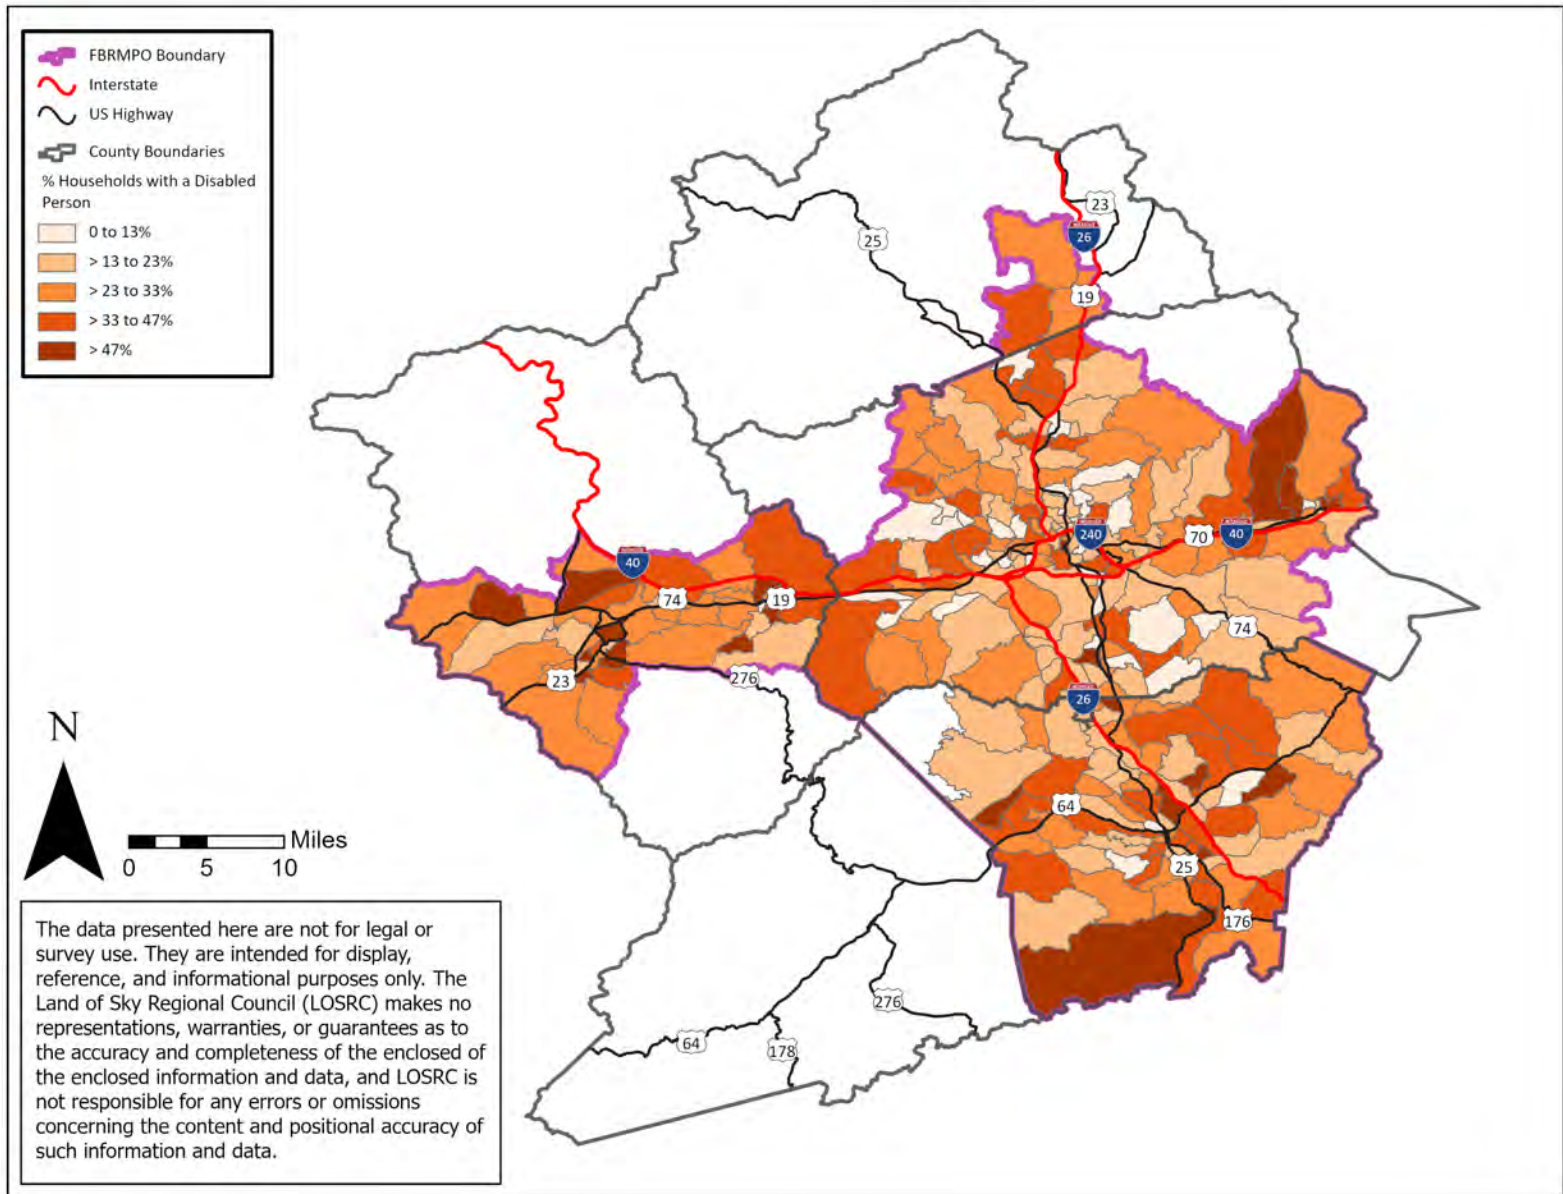 FBRMPO Boundary
Interstate
US Highway
County Boundaries
% Households with a Disabled
Person
0 to 13%
> 13 to 23%
> 23 to 33%
> 33 to 47%
> 47%
23
26
25
19
240
70
40
40
74
19
74
23
276
26
64
25
176
276
64
178
N
Miles
0 5 10
The data presented here are not for legal or
survey use. They are intended for display,
reference, and informational purposes only. The
Land of Sky Regional Council (LOSRC) makes no
representations, warranties, or guarantees as to
the accuracy and completeness of the enclosed of
the enclosed information and data, and LOSRC is
not responsible for any errors or omissions
concerning the content and positional accuracy of
such information and data.